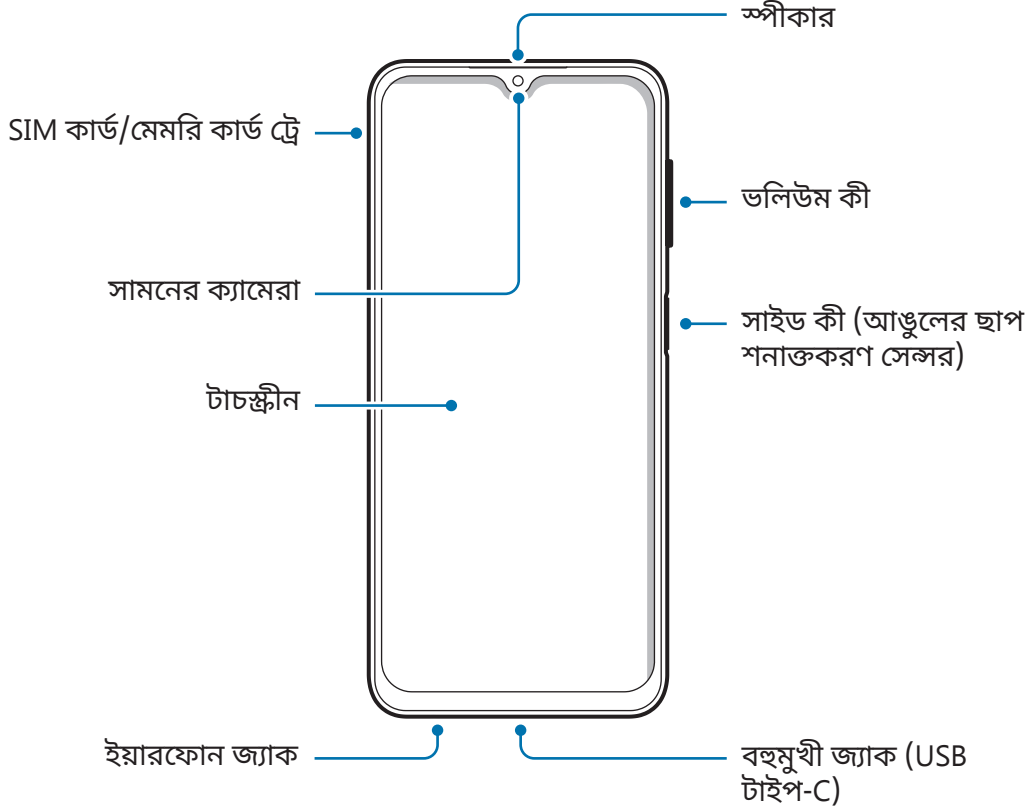 স্পীকার
SIM কার্ড/মেমরি কার্ড ট্রে
ভলিউম কী
সামনের ক্যামেরা
সাইড কী (আঙুলের ছাপ
শনাক্তকরণ সেন্সর)
টাচস্ক্রীন
ইয়ারফোন জ্যাক
বহুমুখী জ্যাক (USB
টাইপ-C)